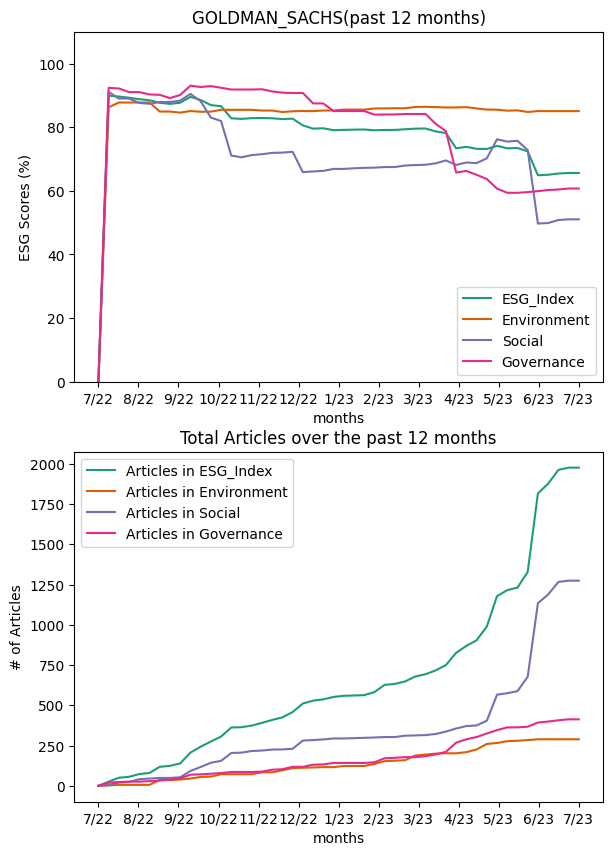 GOLDMAN_SACHS(past 12 months)
100
80
60
40
20
0
ESG Scores (%)
ESG_Index
Environment
Social
Governance
7/22 8/22 9/22 10/22 11/22 12/22 1/23 2/23 3/23 4/23 5/23 6/23 7/23
months
Total Articles over the past 12 months
2000
1750
1500
1250
1000
750
500
250
0
# of Articles
Articles in ESG_Index
Articles in Environment
Articles in Social
Articles in Governance
7/22 8/22 9/22 10/22 11/22 12/22 1/23 2/23 3/23 4/23 5/23 6/23 7/23
months